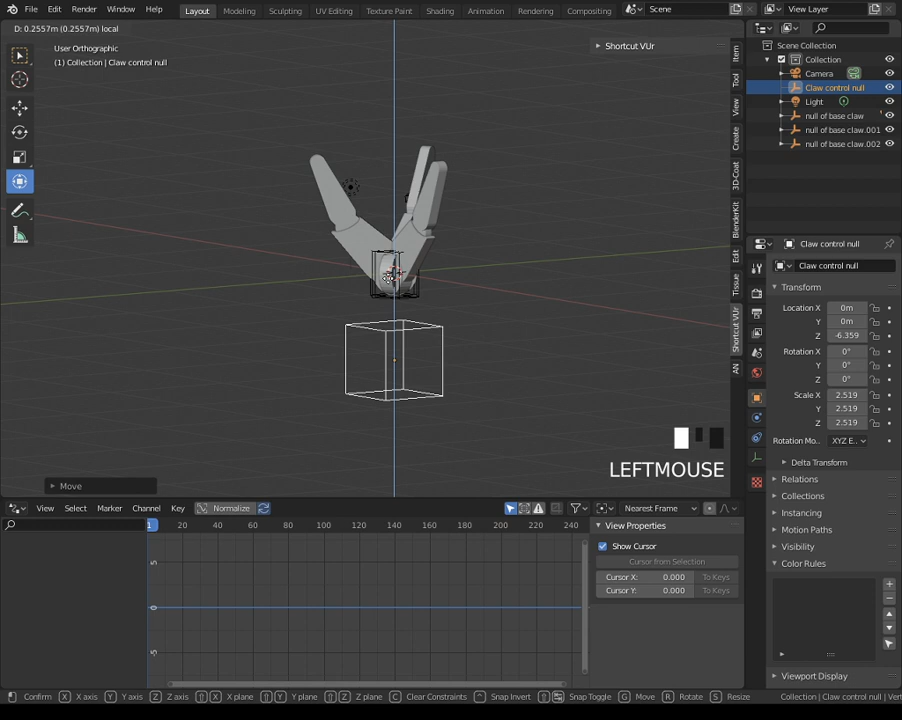 File Edit Render Window Help Layout Modeling Sculpting UV Editing Texture Paint Shading Animation Rendering Compositing Scene View Layer
D: 0.2557m (0.2557m) local
User Orthographic
(1) Collection | Claw control null
Shortcut VUr
Item
Tool
View
Create
3D-Coat
BlenderKit
Edit
Tissue
Shortcut VUr
AN
Move
LEFTMOUSE
Scene Collection
Collection
Camera
Claw control null
Light
null of base claw
null of base claw.001
null of base claw.002
Claw control null
Claw control null
Transform
Location X 0m
Y 0m
Z -6.359
Rotation X 0°
Y 0°
Z 0°
Scale X 2.519
Y 2.519
Z 2.519
Rotation Mo.. XYZ E..
Delta Transform
Relations
Collections
Instancing
Motion Paths
Visibility
Color Rules
Viewport Display
View Select Marker Channel Key Normalize Nearest Frame
1 20 40 60 80 100 120 140 160 180 200 220 240
5
0
-5
View Properties
Show Cursor
Cursor from Selection
Cursor X: 0.000 To Keys
Cursor Y: 0.000 To Keys
Confirm X X axis Y Y axis Z Z axis X X plane Y Y plane Z Z plane C Clear Constraints Snap Invert Snap Toggle G Move R Rotate S Resize Collection | Claw control null | Vert